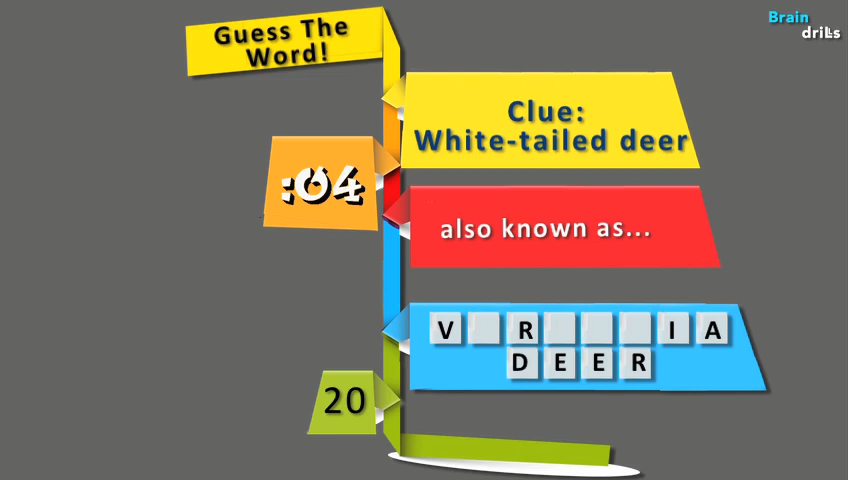 Brain
drills
Guess The
Word!
Clue:
White-tailed deer
:04
also known as...
V R I A
DEER
20